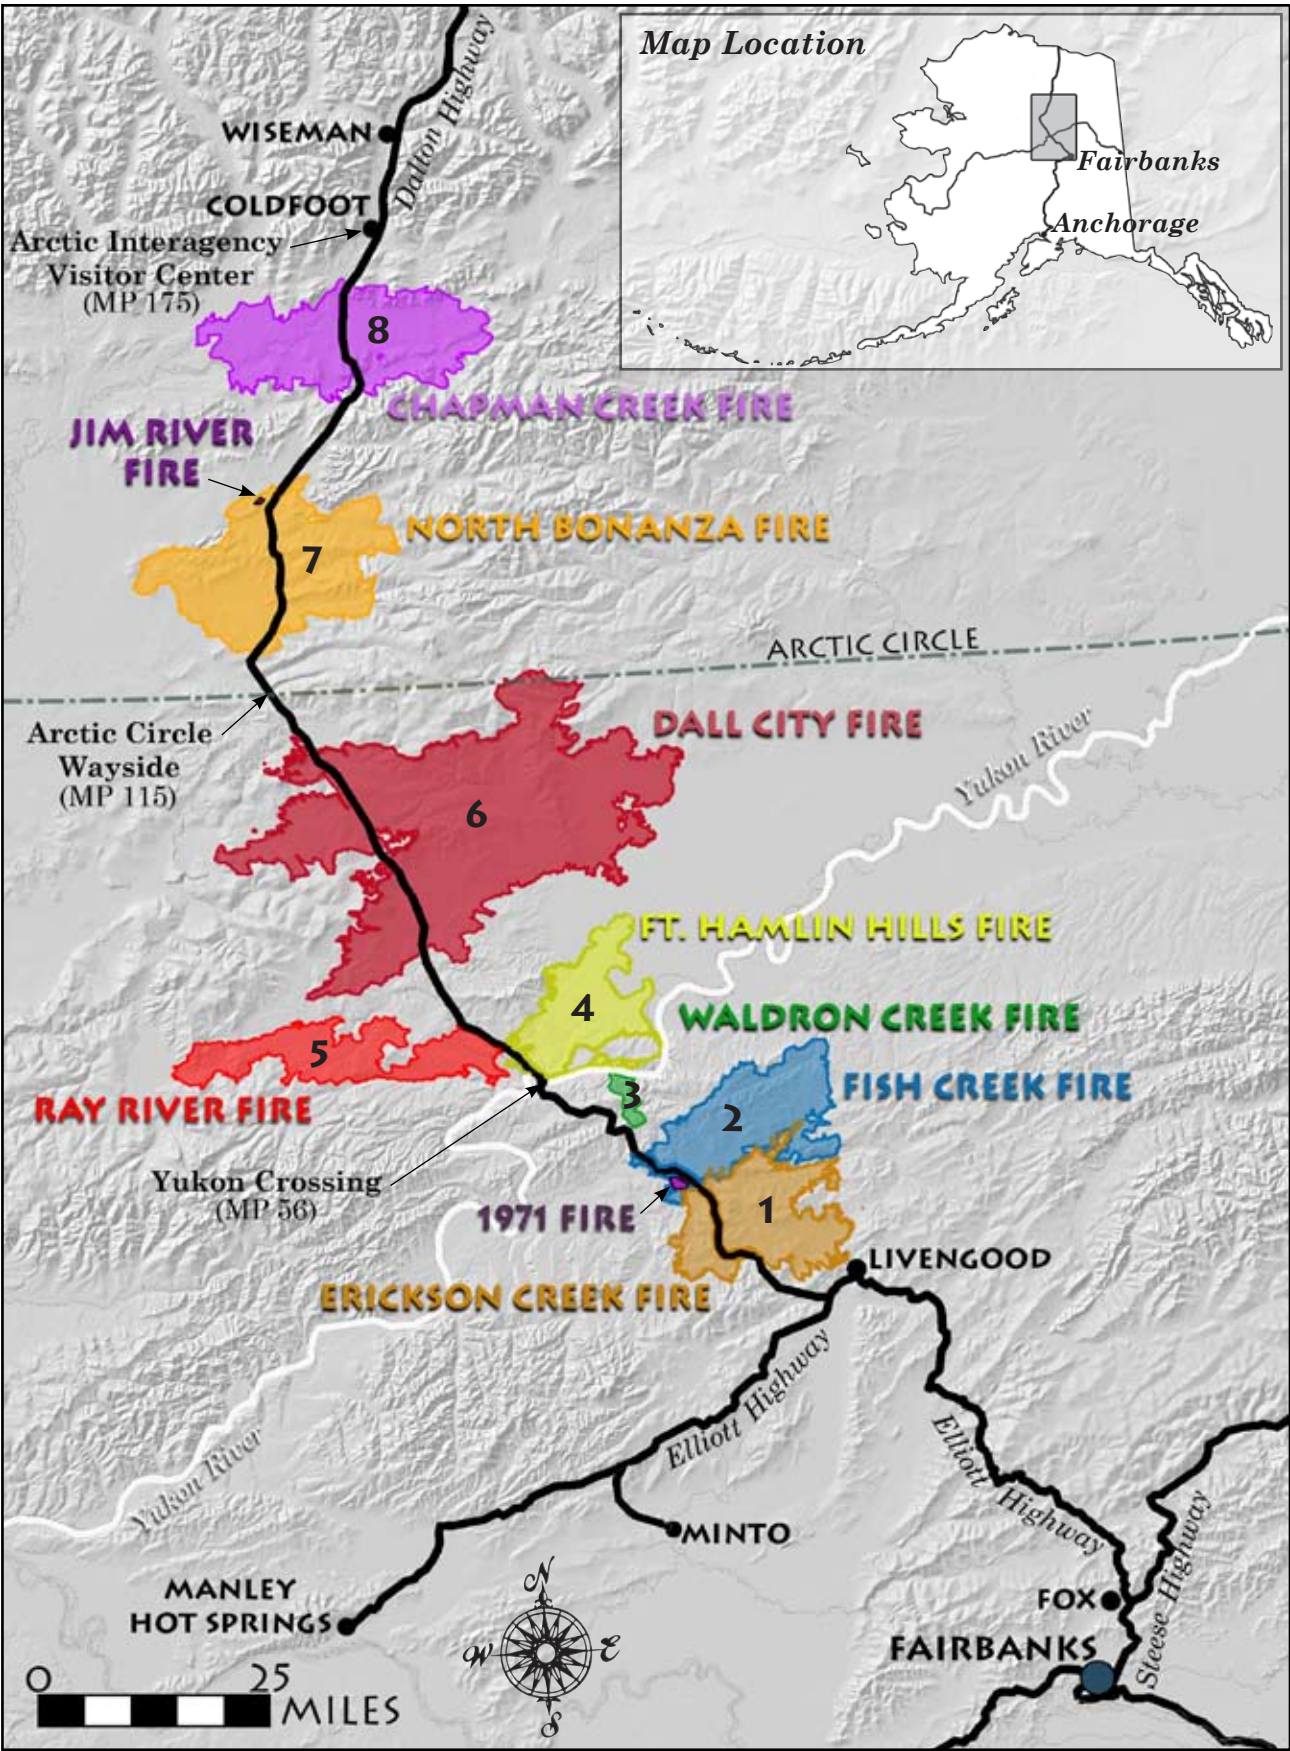 Map Location
Fairbanks
Anchorage
Dalton Highway
WISEMAN
COLDFOOT
Arctic Interagency
Visitor Center
(MP 175)
8
CHAPMAN CREEK FIRE
JIM RIVER
FIRE
NORTH BONANZA FIRE
7
ARCTIC CIRCLE
Arctic Circle
Wayside
(MP 115)
DALL CITY FIRE
Yukon River
6
FT. HAMLIN HILLS FIRE
4
WALDRON CREEK FIRE
5
RAY RIVER FIRE
3
2
FISH CREEK FIRE
Yukon Crossing
(MP 56)
1971 FIRE
1
LIVENGOOD
ERICKSON CREEK FIRE
Elliott Highway
Elliott Highway
Yukon River
Steese Highway
MINTO
MANLEY
HOT SPRINGS
FOX
FAIRBANKS
N
W E
S
0 25
MILES